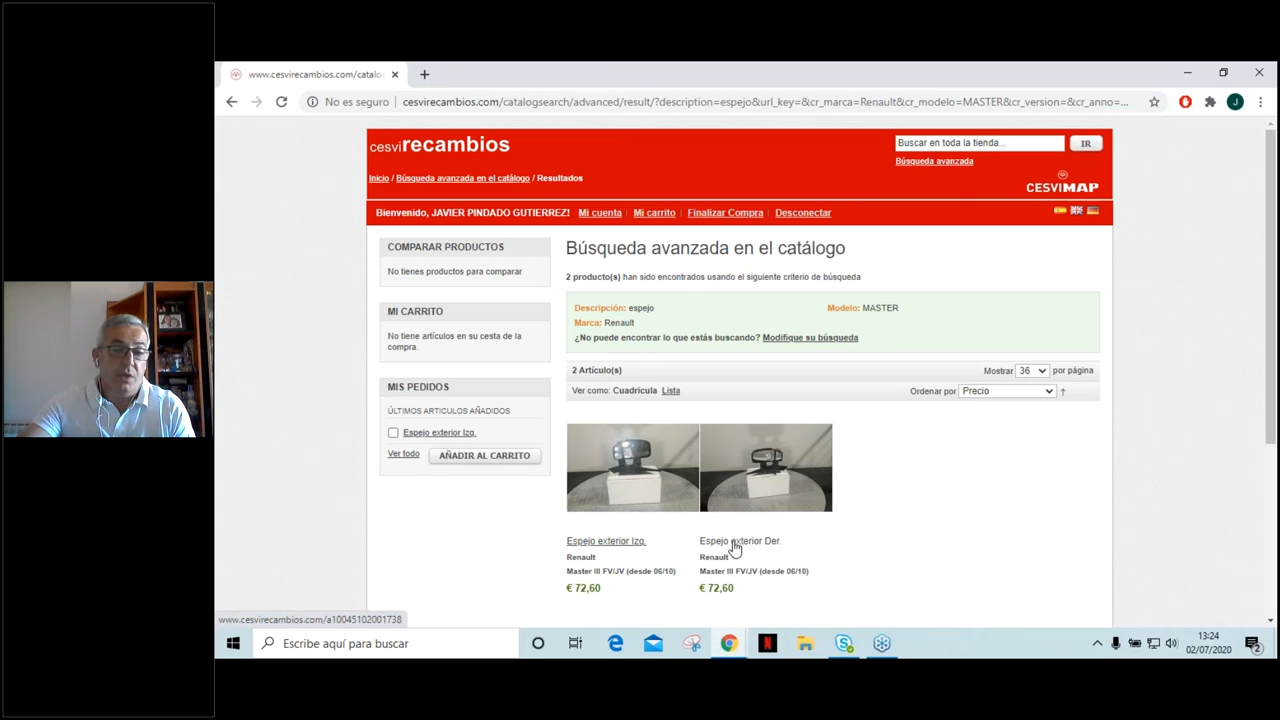 www.cesvirecambios.com/catalo
No es seguro
cesvirecambios.com/catalogsearch/advanced/result/?description=espejo&url_key=&cr_marca=Renault&cr_modelo=MASTER&cr_version=&cr_anno=...
J
cesvirecambios
Buscar en toda la tienda...
IR
Búsqueda avanzada
Inicio / Búsqueda avanzada en el catálogo / Resultados
CESVIMAP
Bienvenido, JAVIER PINDADO GUTIERREZ!
Mi cuenta
Mi carrito
Finalizar Compra
Desconectar
COMPARAR PRODUCTOS
No tienes productos para comparar
MI CARRITO
No tiene artículos en su cesta de la
compra.
MIS PEDIDOS
ÚLTIMOS ARTICULOS AÑADIDOS
Espejo exterior Izq.
Ver todo
AÑADIR AL CARRITO
Búsqueda avanzada en el catálogo
2 producto(s) han sido encontrados usando el siguiente criterio de búsqueda
Descripción: espejo
Modelo: MASTER
Marca: Renault
¿No puede encontrar lo que estás buscando? Modifique su búsqueda
2 Artículo(s)
Mostrar 36 por página
Ver como: Cuadrícula Lista
Ordenar por Precio
Espejo exterior Izq.
Renault
Master III FV/JV (desde 06/10)
€ 72,60
Espejo exterior Der.
Renault
Master III FV/JV (desde 06/10)
€ 72,60
www.cesvirecambios.com/a10045102001738
Escribe aquí para buscar
N
13:24
02/07/2020
2